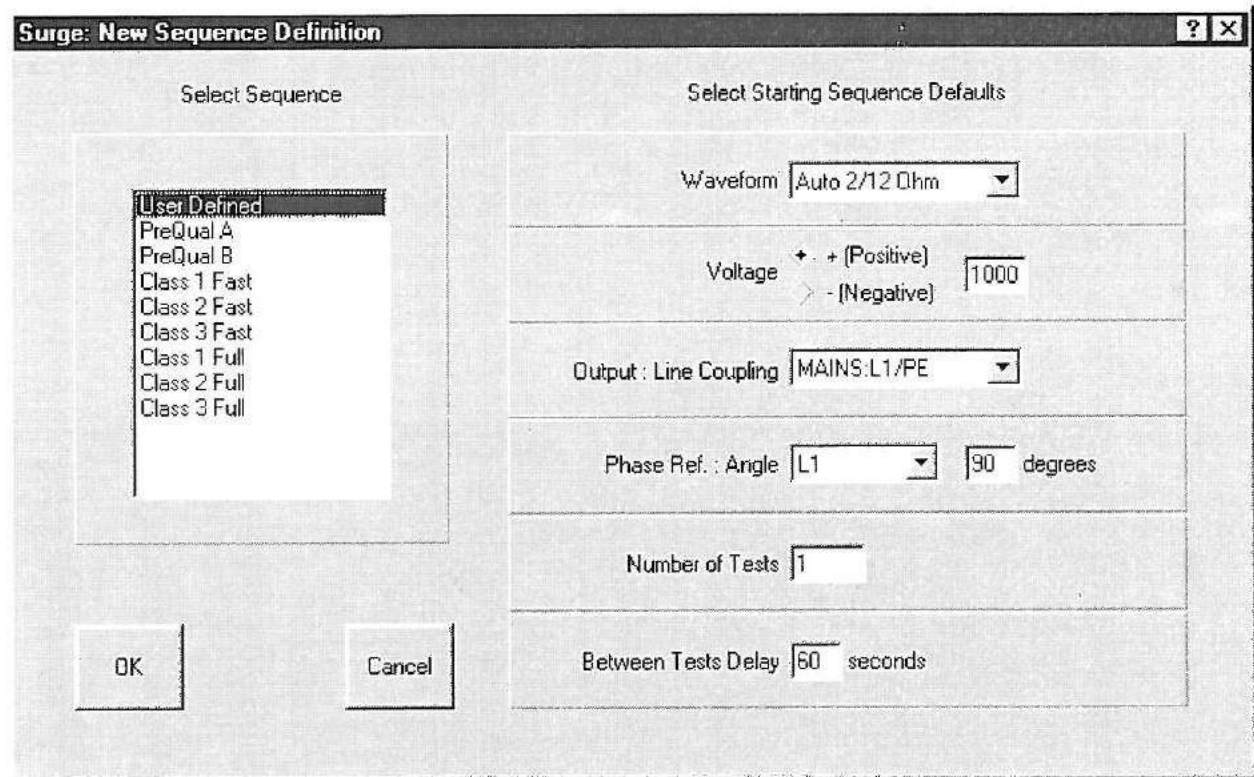 Surge: New Sequence Definition
Select Sequence
User Defined
PreQual A
PreQual B
Class 1 Fast
Class 2 Fast
Class 3 Fast
Class 1 Full
Class 2 Full
Class 3 Full
OK
Cancel
Select Starting Sequence Defaults
Waveform Auto 2/12 Ohm
Voltage + (Positive) 1000
- (Negative)
Output : Line Coupling MAINS:L1/PE
Phase Ref. : Angle L1 90 degrees
Number of Tests 1
Between Tests Delay 60 seconds